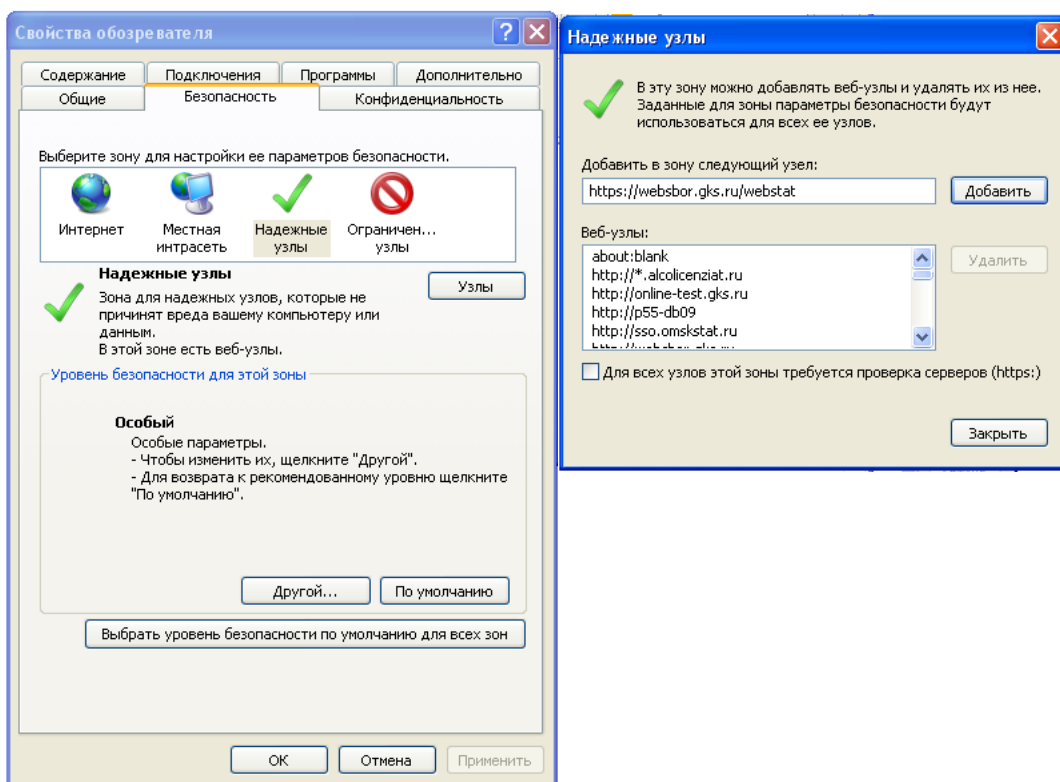 Свойства обозревателя
Содержание
Подключения
Программы
Дополнительно
Общие
Безопасность
Конфиденциальность
Выберите зону для настройки ее параметров безопасности.
Интернет
Местная
интрасеть
Надежные
узлы
Ограничен...
узлы
Надежные узлы
Узлы
Зона для надежных узлов, которые не
причинят вреда вашему компьютеру или
данным.
В этой зоне есть веб-узлы.
Уровень безопасности для этой зоны
Особый
Особые параметры.
- Чтобы изменить их, щелкните "Другой".
- Для возврата к рекомендованному уровню щелкните
"По умолчанию".
Другой...
По умолчанию
Выбрать уровень безопасности по умолчанию для всех зон
ОК
Отмена
Применить
Надежные узлы
В эту зону можно добавлять веб-узлы и удалять их из нее.
Заданные для зоны параметры безопасности будут
использоваться для всех ее узлов.
Добавить в зону следующий узел:
https://websbor.gks.ru/webstat
Добавить
Веб-узлы:
about:blank
http://*.alcolicenziat.ru
http://online-test.gks.ru
http://p55-db09
http://sso.omskstat.ru
Удалить
Для всех узлов этой зоны требуется проверка серверов (https:)
Закрыть